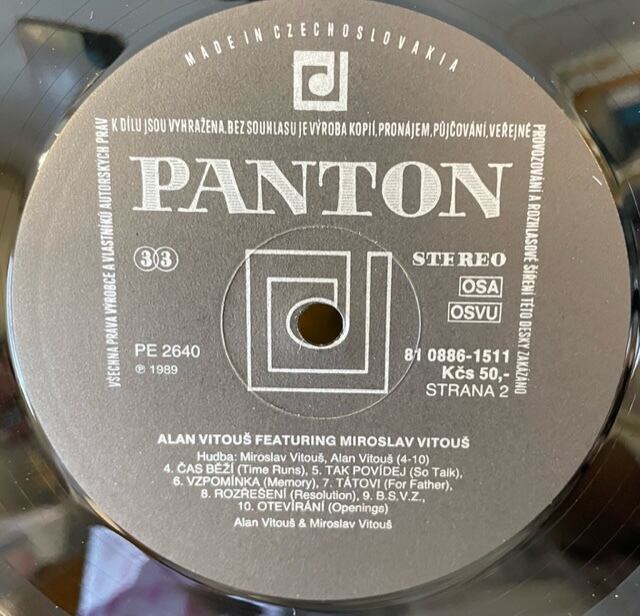 MADE IN CZECHOSLOVAKIA
VŠECHNA PRÁVA VÝROBCE A VLASTNÍKŮ AUTORSKÝCH PRÁV
K DÍLU JSOU VYHRAŽENA. BEZ SOUHLASU JE VÝROBA KOPIÍ, PRONÁJEM, PŮJČOVÁNÍ, VEŘEJNÉ
PROVOZOVÁNÍ A ROZHLASOVÉ ŠÍŘENÍ TÉTO DESKY ZAKÁZÁNO
PANTON
33
STEREO
OSA
OSVU
PE 2640
℗ 1989
81 0886-1511
Kčs 50,-
STRANA 2
ALAN VITOUŠ FEATURING MIROSLAV VITOUŠ
Hudba: Miroslav Vitouš, Alan Vitouš (4-10)
4. ČAS BĚŽÍ (Time Runs), 5. TAK POVÍDEJ (So Talk),
6. VZPOMÍNKA (Memory), 7. TÁTOVI (For Father),
8. ROZŘEŠENÍ (Resolution), 9. B.S.V.Z.,
10. OTEVÍRÁNÍ (Openings)
Alan Vitouš & Miroslav Vitouš